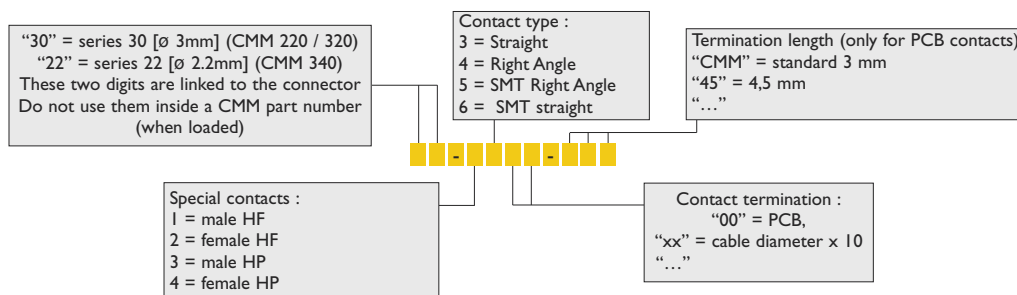 “30” = series 30 [ø 3mm] (CMM 220 / 320)
“22” = series 22 [ø 2.2mm] (CMM 340)
These two digits are linked to the connector
Do not use them inside a CMM part number
(when loaded)
Contact type :
3 = Straight
4 = Right Angle
5 = SMT Right Angle
6 = SMT straight
Termination length (only for PCB contacts)
“CMM” = standard 3 mm
“45” = 4,5 mm
“…”
- -
Special contacts :
1 = male HF
2 = female HF
3 = male HP
4 = female HP
Contact termination :
“00” = PCB,
“xx” = cable diameter x 10
“…”